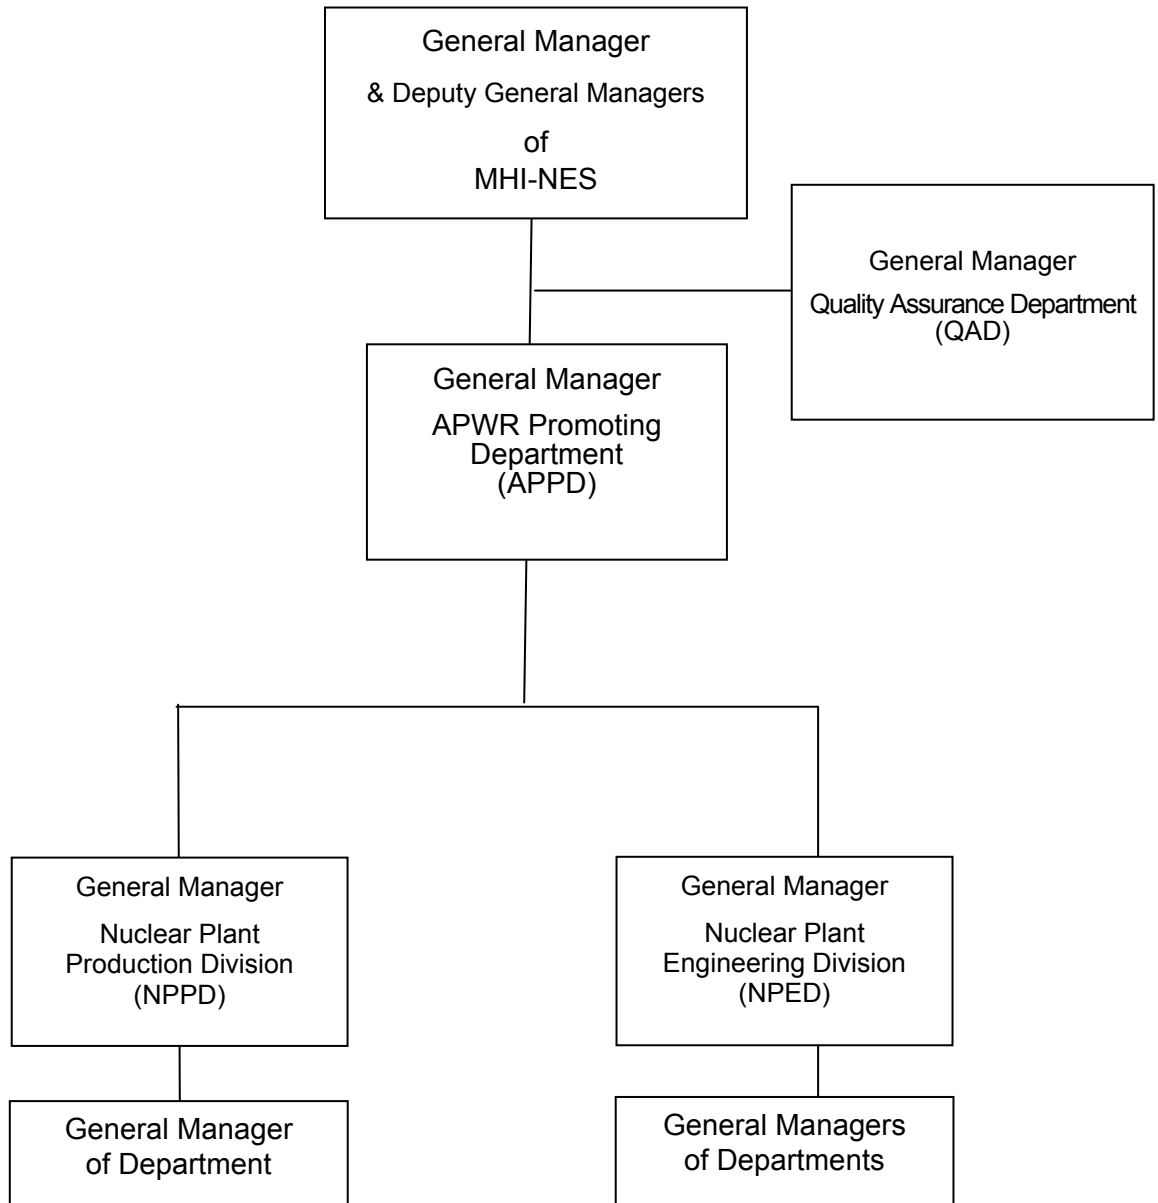 General Manager
& Deputy General Managers
of
MHI-NES
General Manager
Quality Assurance Department
(QAD)
General Manager
APWR Promoting
Department
(APPD)
General Manager
Nuclear Plant
Production Division
(NPPD)
General Manager
Nuclear Plant
Engineering Division
(NPED)
General Manager
of Department
General Managers
of Departments